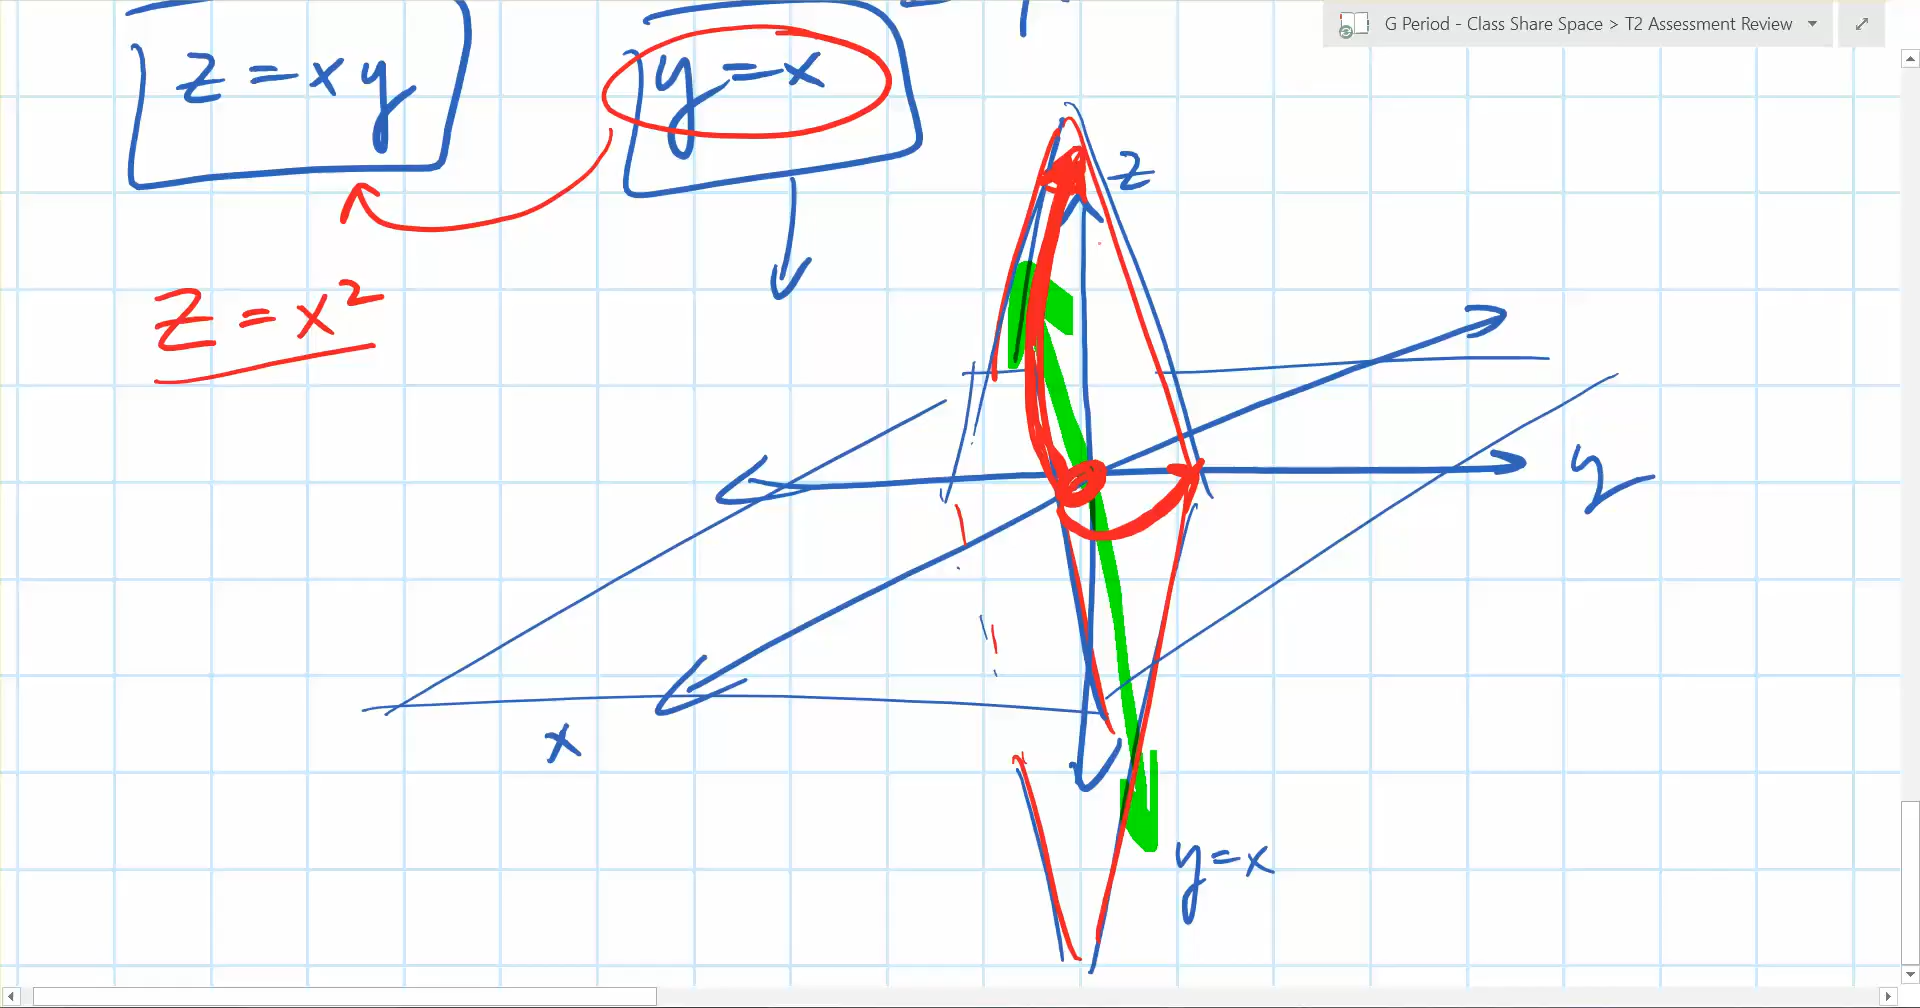 G Period - Class Share Space > T2 Assessment Review
z = xy
y = x
z = x²
z
y
x
y = x